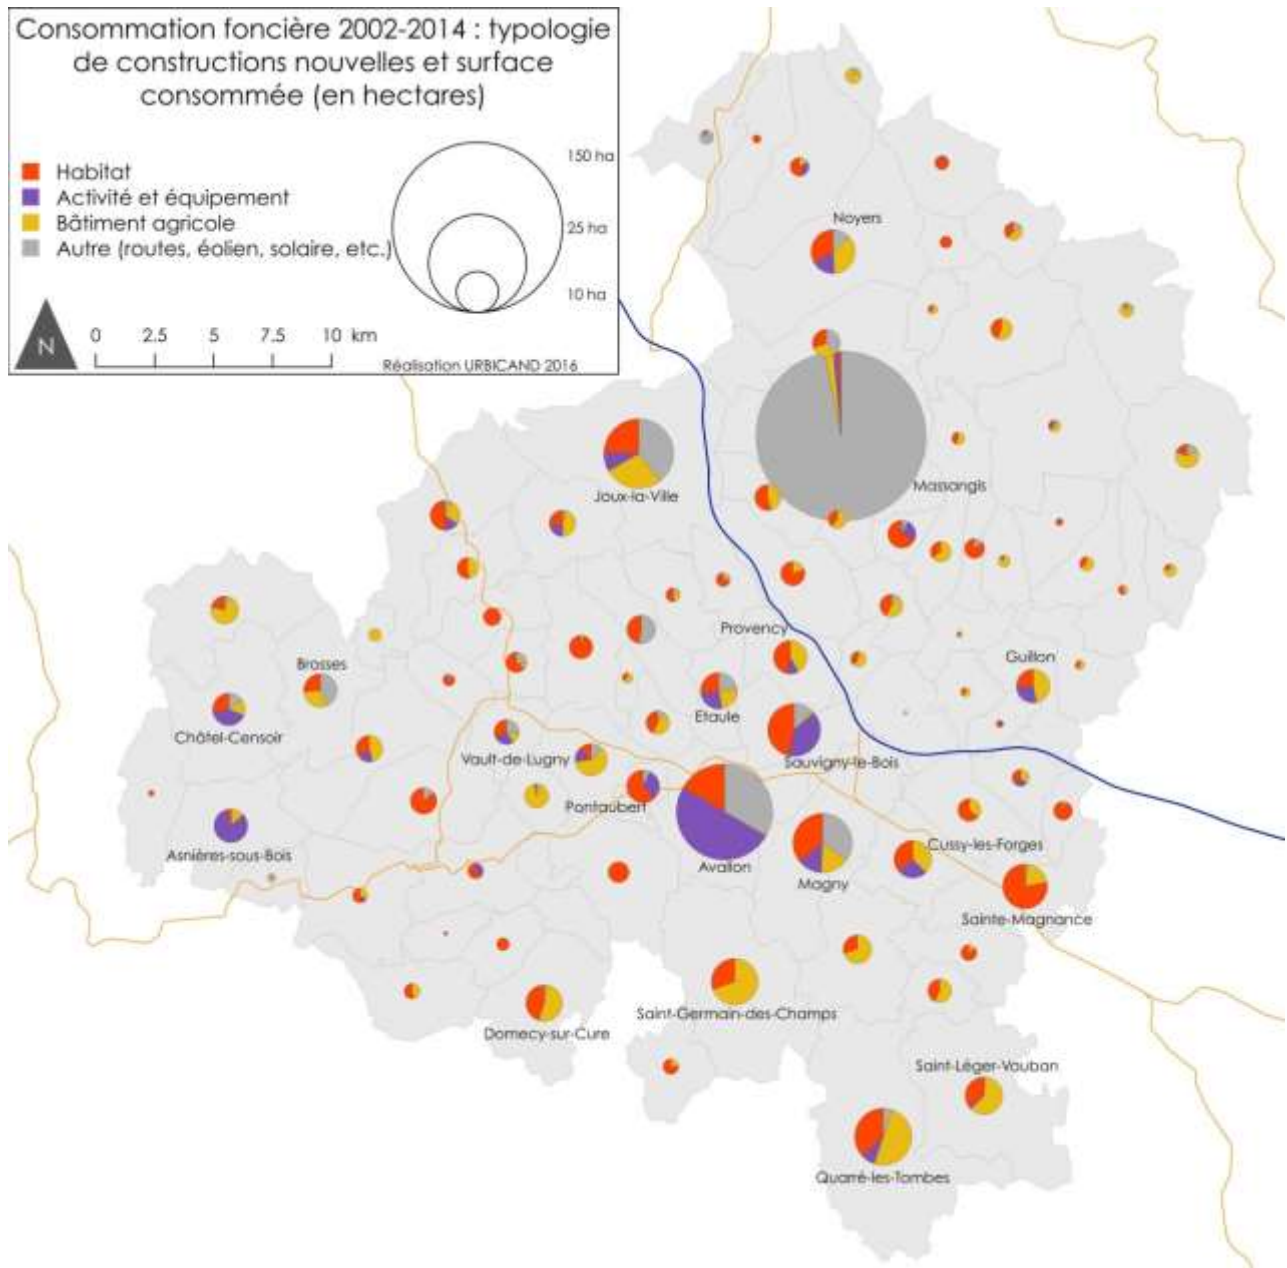 Consommation foncière 2002-2014 : typologie
de constructions nouvelles et surface
consommée (en hectares)
Habitat
Activité et équipement
Bâtiment agricole
Autre (routes, éolien, solaire, etc.)
150 ha
25 ha
10 ha
N
0 2.5 5 7.5 10 km
Réalisation URBICAND 2016
Noyers
Massangis
Joux-la-Ville
Provency
Guillon
Brosses
Etaule
Châtel-Censoir
Sauvigny-le-Bois
Vault-de-Lugny
Pontaubert
Asnières-sous-Bois
Cussy-les-Forges
Avallon
Magny
Sainte-Magnance
Saint-Germain-des-Champs
Domecy-sur-Cure
Saint-Léger-Vauban
Quarré-les-Tombes